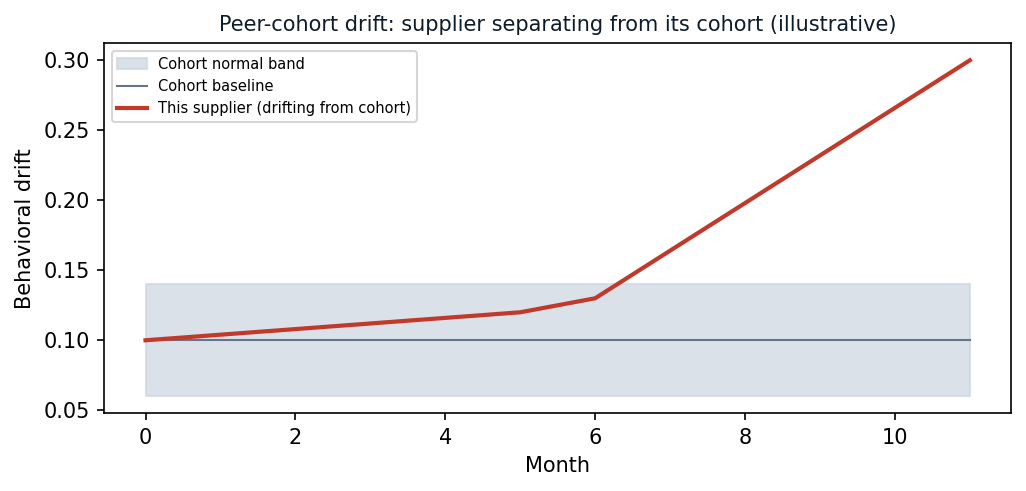 Peer-cohort drift: supplier separating from its cohort (illustrative)
Cohort normal band
Cohort baseline
This supplier (drifting from cohort)
Behavioral drift
0.30
0.25
0.20
0.15
0.10
0.05
0 2 4 6 8 10
Month